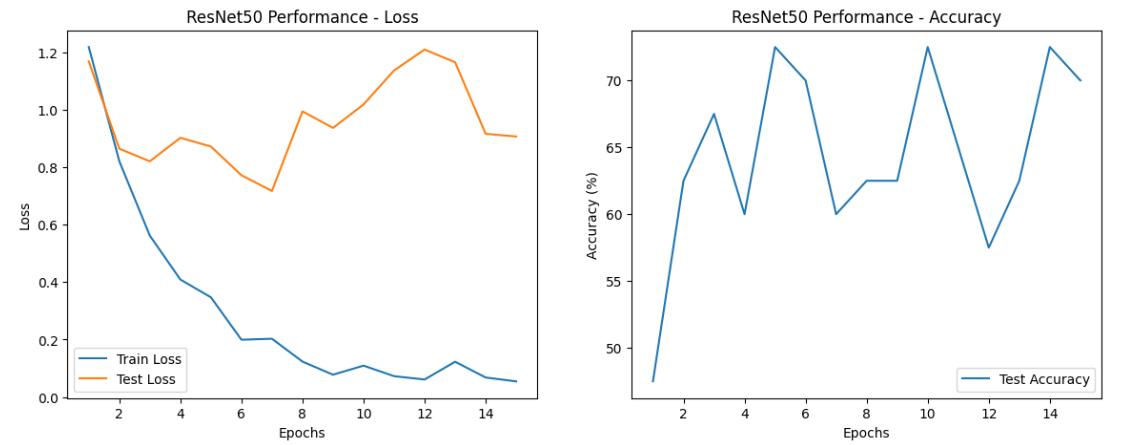 ResNet50 Performance - Loss
1.2
1.0
0.8
0.6
0.4
0.2
0.0
Loss
Train Loss
Test Loss
2 4 6 8 10 12 14
Epochs
ResNet50 Performance - Accuracy
70
65
60
55
50
Accuracy (%)
Test Accuracy
2 4 6 8 10 12 14
Epochs